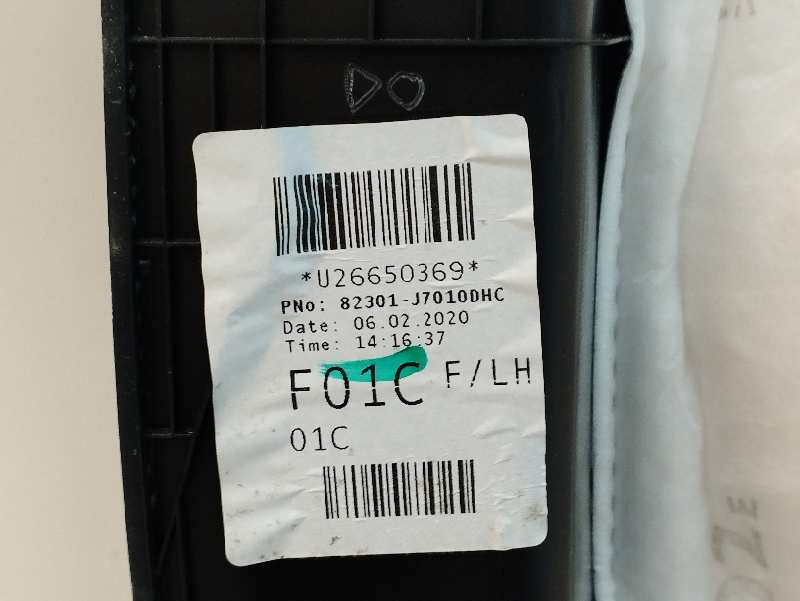 *U26650369*
PNo: 82301-J7010DHC
Date: 06.02.2020
Time: 14:16:37
F01C F/LH
01C